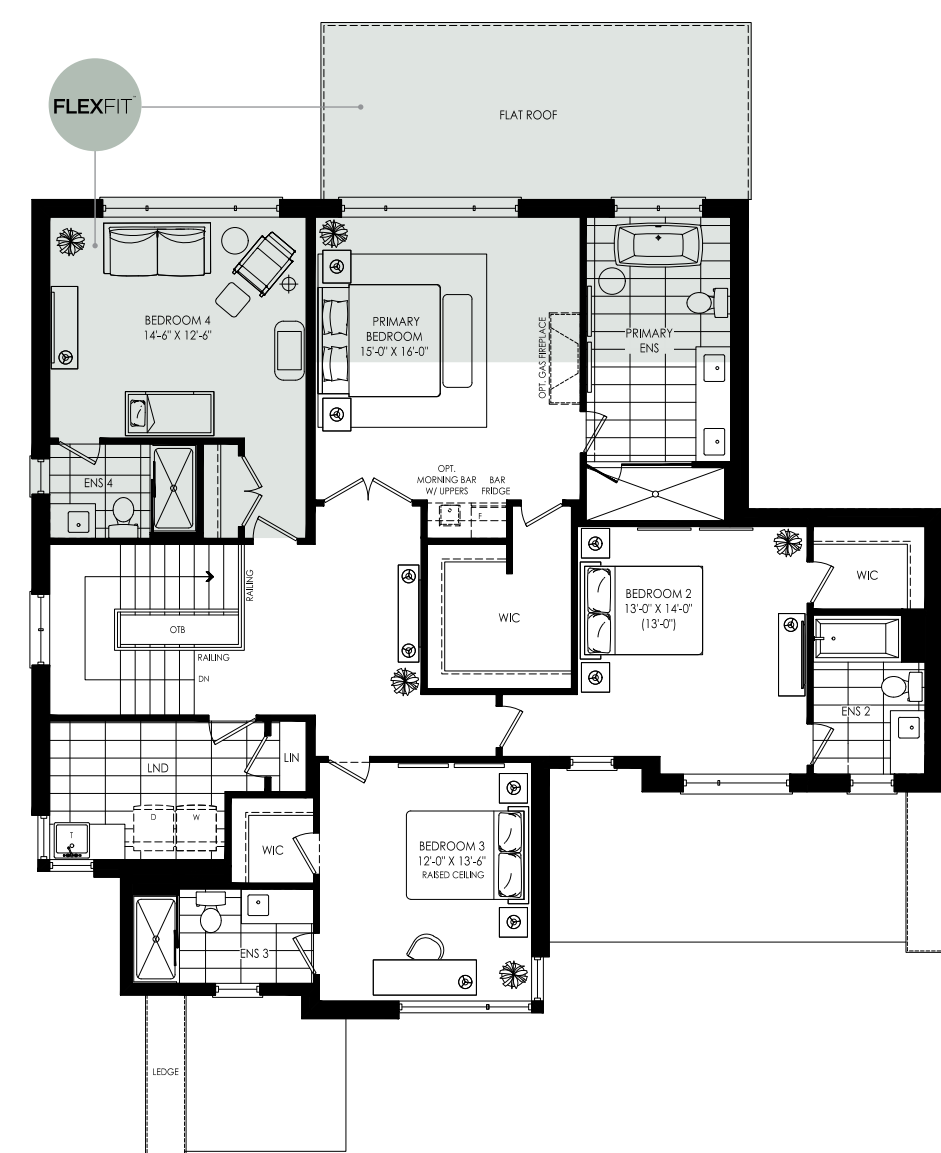 FLEXFIT™
FLAT ROOF
BEDROOM 4
14'-6" X 12'-6"
PRIMARY
BEDROOM
15'-0" X 16'-0"
OPT. GAS FIREPLACE
PRIMARY
ENS
ENS 4
OPT.
MORNING BAR
W/ UPPERS
BAR
FRIDGE
F
RAILING
OTB
RAILING
DN
WIC
BEDROOM 2
13'-0" X 14'-0"
(13'-0")
WIC
ENS 2
LND
LIN
D
W
T
WIC
BEDROOM 3
12'-0" X 13'-6"
RAISED CEILING
ENS 3
LEDGE